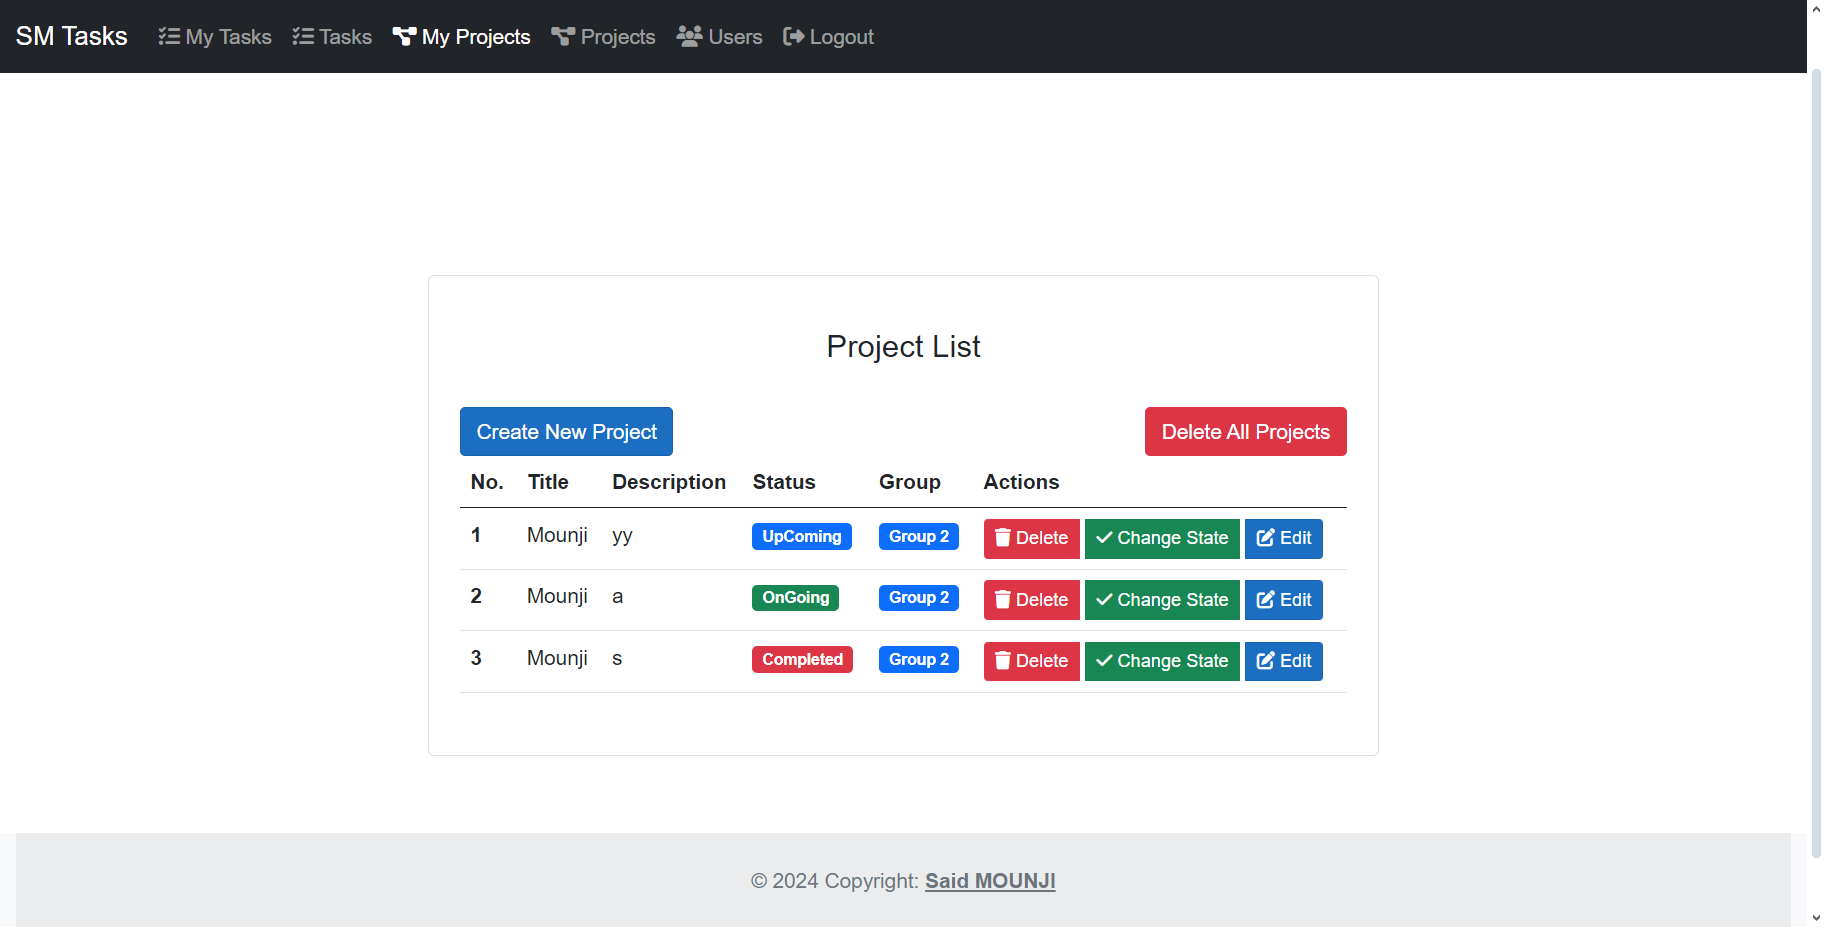 SM Tasks My Tasks Tasks My Projects Projects Users Logout
Project List
Create New Project Delete All Projects
No. Title Description Status Group Actions
1 Mounji yy UpComing Group 2 Delete Change State Edit
2 Mounji a OnGoing Group 2 Delete Change State Edit
3 Mounji s Completed Group 2 Delete Change State Edit
© 2024 Copyright: Said MOUNJI